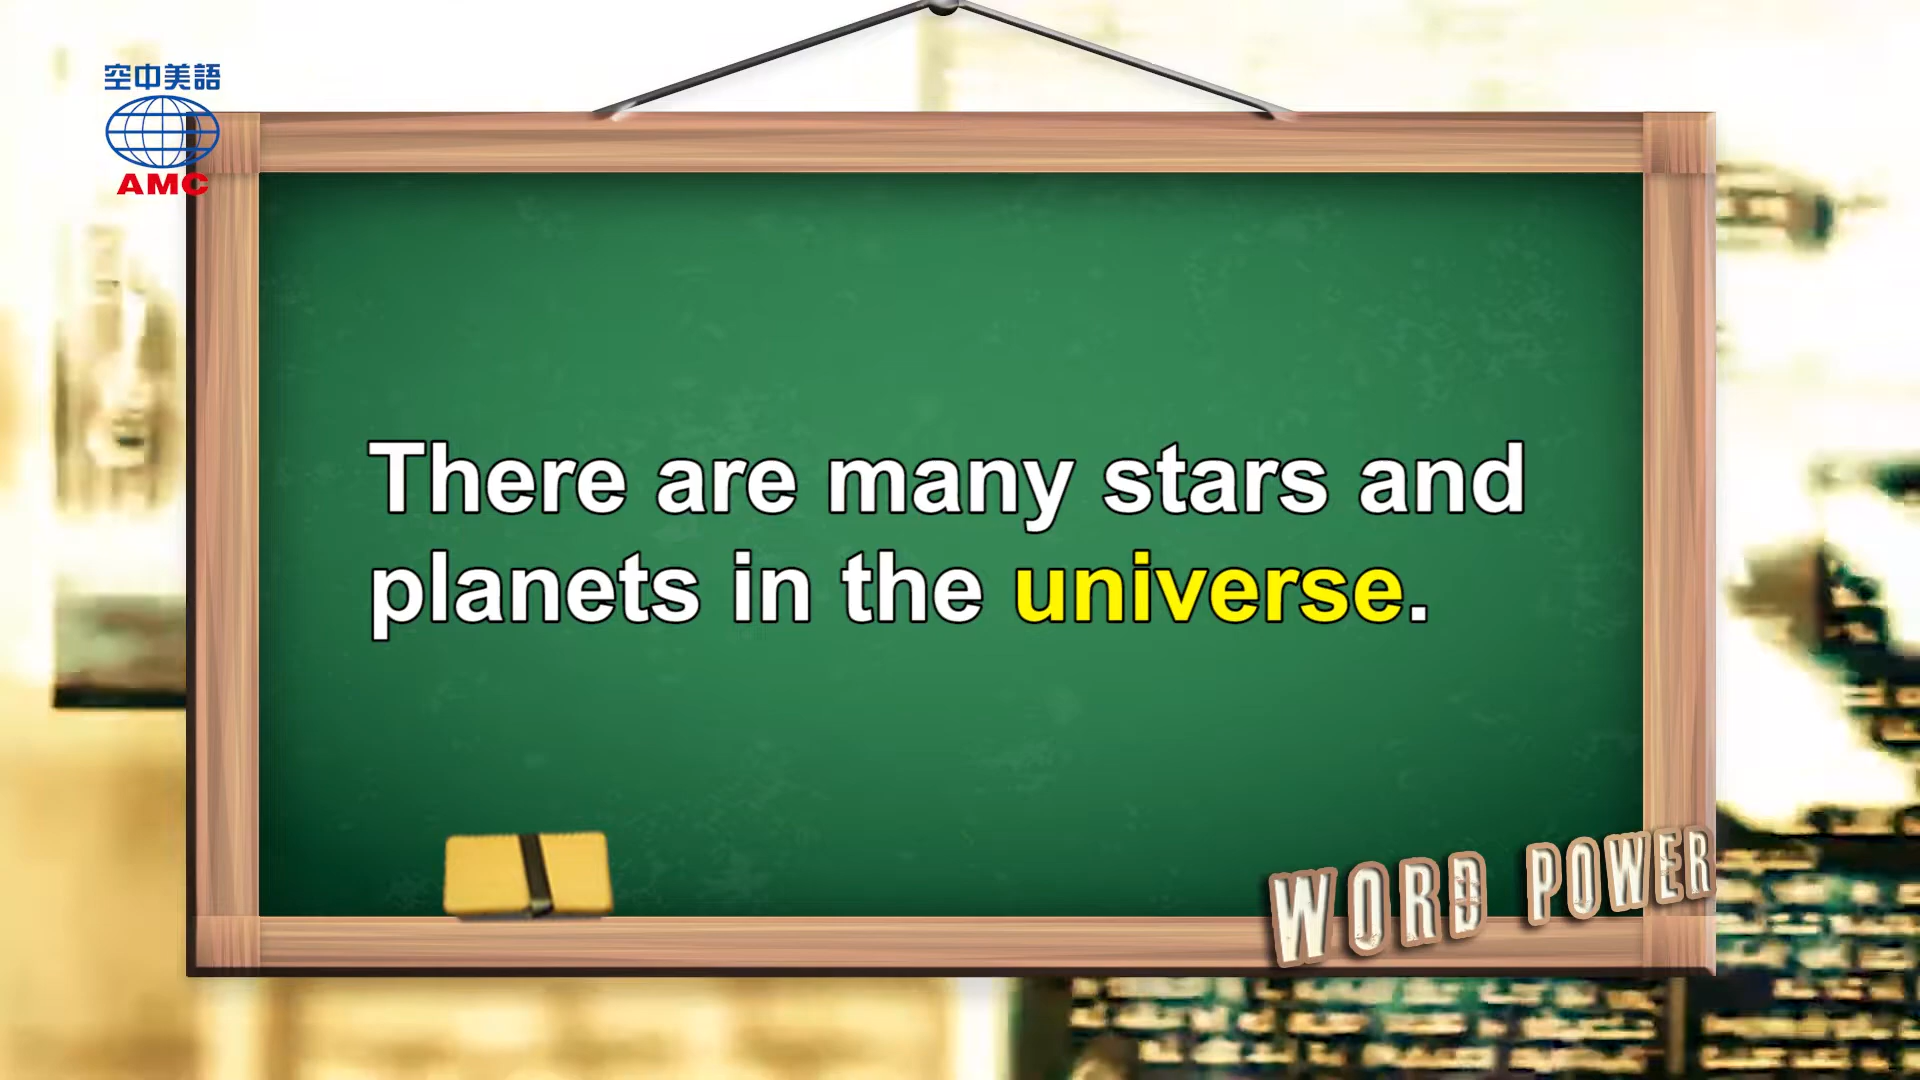 空中美語
AMC
There are many stars and
planets in the universe.
WORD POWER